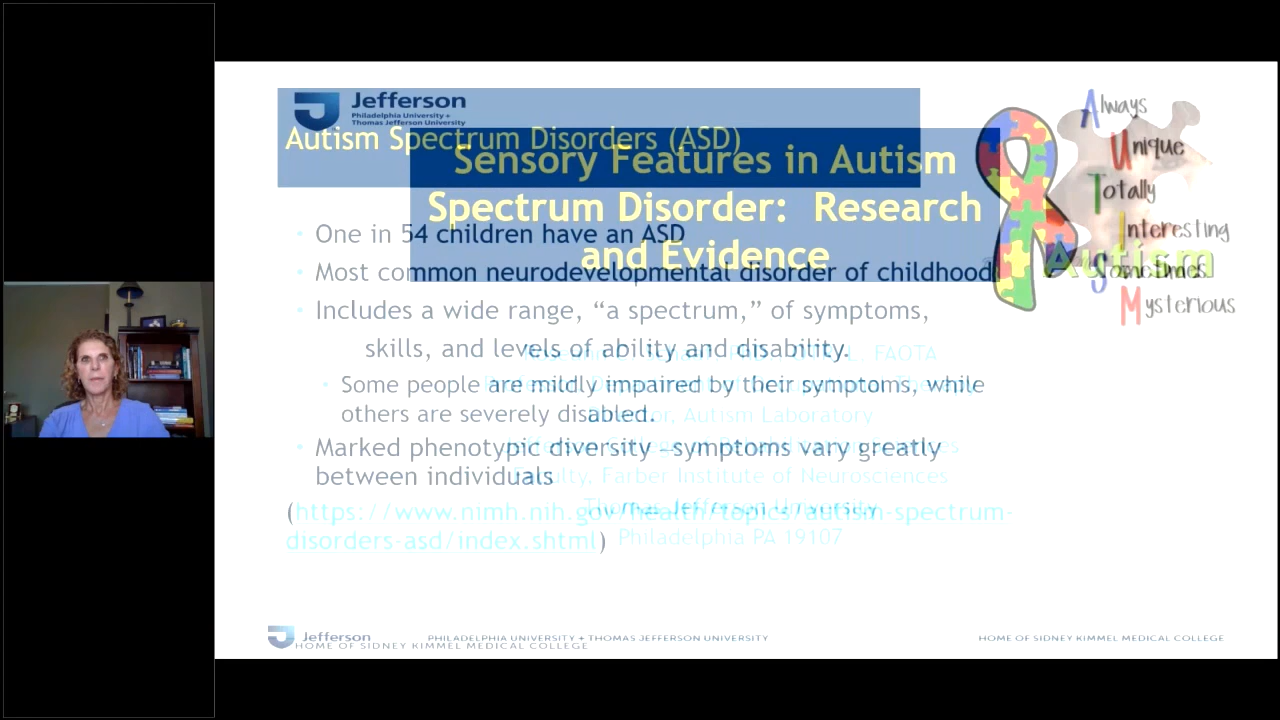 Jefferson
Philadelphia University +
Thomas Jefferson University
Autism Spectrum Disorders (ASD)
Sensory Features in Autism
Spectrum Disorder: Research
and Evidence
Always
Unique
Totally
Interesting
Sometimes
Mysterious
Autism
• One in 54 children have an ASD
• Most common neurodevelopmental disorder of childhood
• Includes a wide range, “a spectrum,” of symptoms,
skills, and levels of ability and disability.
FAOTA
• Some people are mildly impaired by their symptoms, while
others are severely disabled.
Autism Laboratory
• Marked phenotypic diversity –symptoms vary greatly
between individuals
Faculty, Farber Institute of Neurosciences
Thomas Jefferson University
(https://www.nimh.nih.gov/health/topics/autism-spectrum-
disorders-asd/index.shtml)
Philadelphia PA 19107
Jefferson
PHILADELPHIA UNIVERSITY + THOMAS JEFFERSON UNIVERSITY
HOME OF SIDNEY KIMMEL MEDICAL COLLEGE
HOME OF SIDNEY KIMMEL MEDICAL COLLEGE